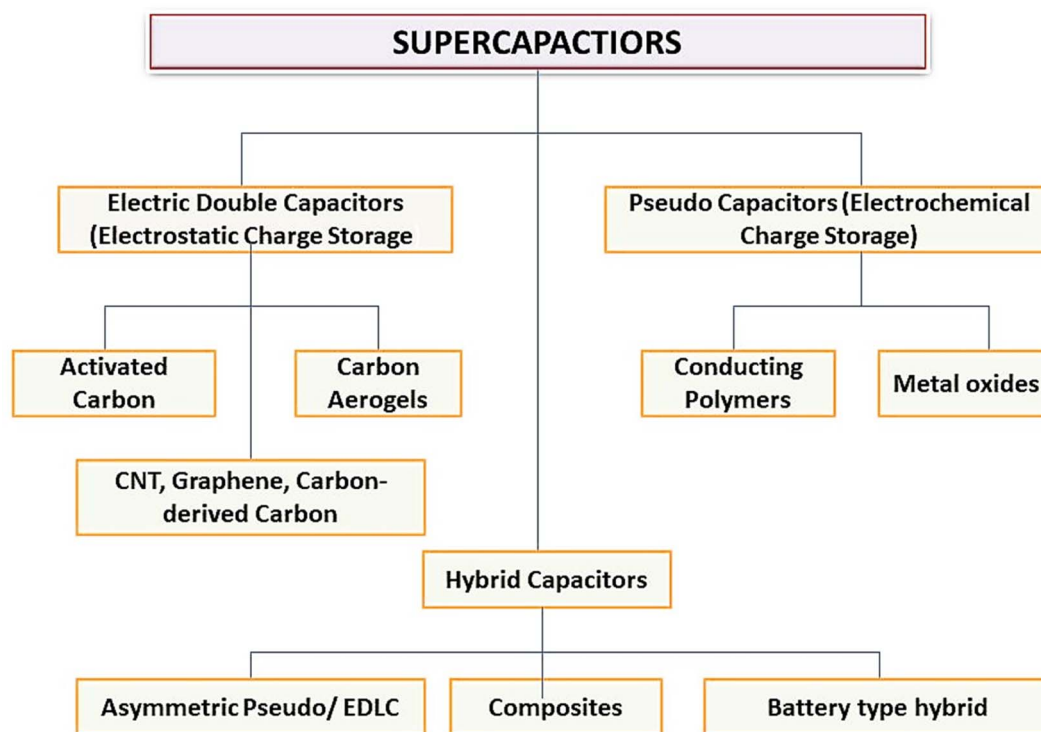 SUPERCAPACTIORS
Electric Double Capacitors
(Electrostatic Charge Storage
Pseudo Capacitors (Electrochemical
Charge Storage)
Activated
Carbon
Carbon
Aerogels
Conducting
Polymers
Metal oxides
CNT, Graphene, Carbon-
derived Carbon
Hybrid Capacitors
Asymmetric Pseudo/ EDLC
Composites
Battery type hybrid